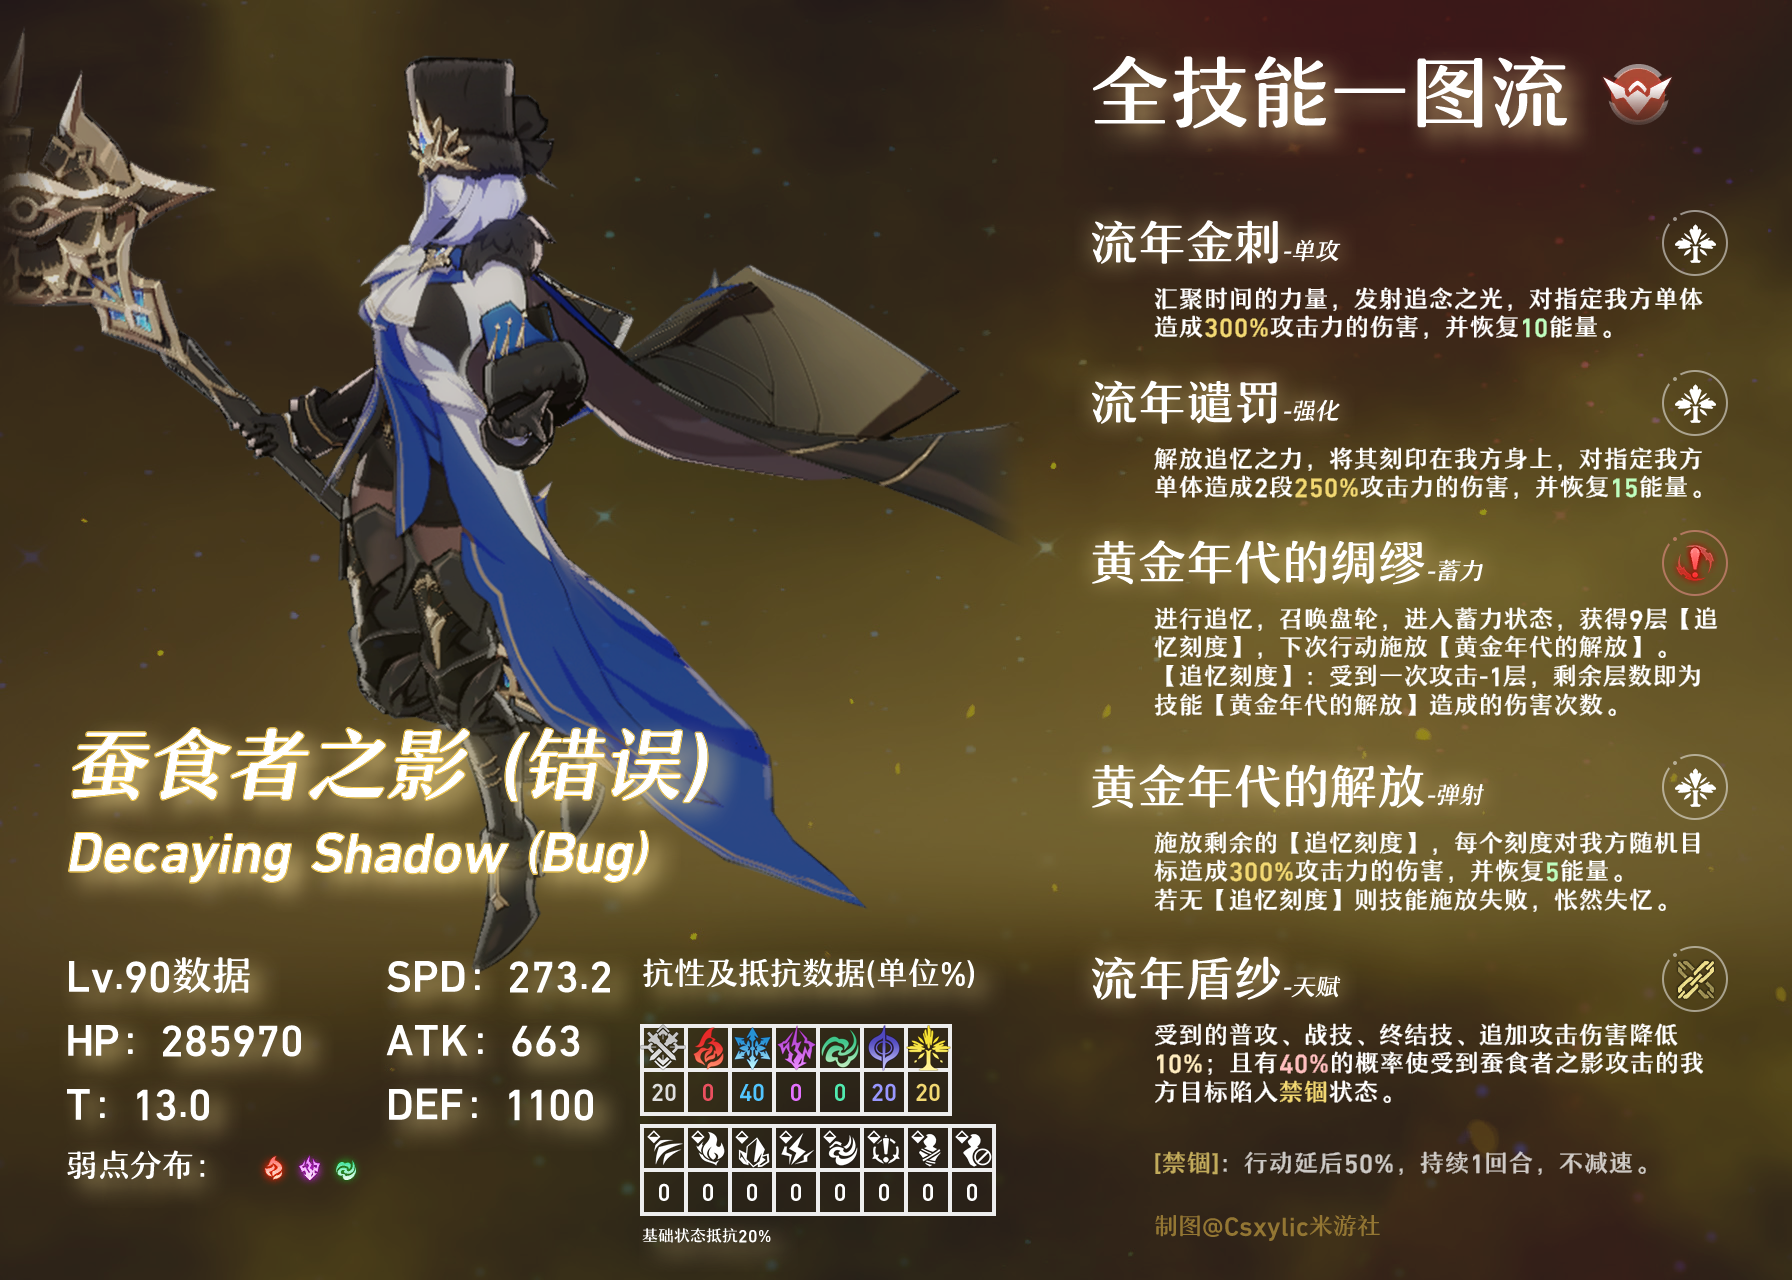 全技能一图流
流年金刺-单攻
汇聚时间的力量，发射追念之光，对指定我方单体
造成300%攻击力的伤害，并恢复10能量。
流年谴罚-强化
解放追忆之力，将其刻印在我方身上，对指定我方
单体造成2段250%攻击力的伤害，并恢复15能量。
黄金年代的绸缪-蓄力
进行追忆，召唤盘轮，进入蓄力状态，获得9层【追
忆刻度】，下次行动施放【黄金年代的解放】。
【追忆刻度】：受到一次攻击-1层，剩余层数即为
技能【黄金年代的解放】造成的伤害次数。
黄金年代的解放-弹射
施放剩余的【追忆刻度】，每个刻度对我方随机目
标造成300%攻击力的伤害，并恢复5能量。
若无【追忆刻度】则技能施放失败，怅然失忆。
流年盾纱-天赋
受到的普攻、战技、终结技、追加攻击伤害降低
10%；且有40%的概率使受到蚕食者之影攻击的我
方目标陷入禁锢状态。
[禁锢]：行动延后50%，持续1回合，不减速。
制图@Csxylic米游社
蚕食者之影 (错误)
Decaying Shadow (Bug)
Lv.90数据
SPD：273.2
HP：285970
ATK：663
T：13.0
DEF：1100
弱点分布：
抗性及抵抗数据(单位%)
20 0 40 0 0 20 20
0 0 0 0 0 0 0 0
基础状态抵抗20%